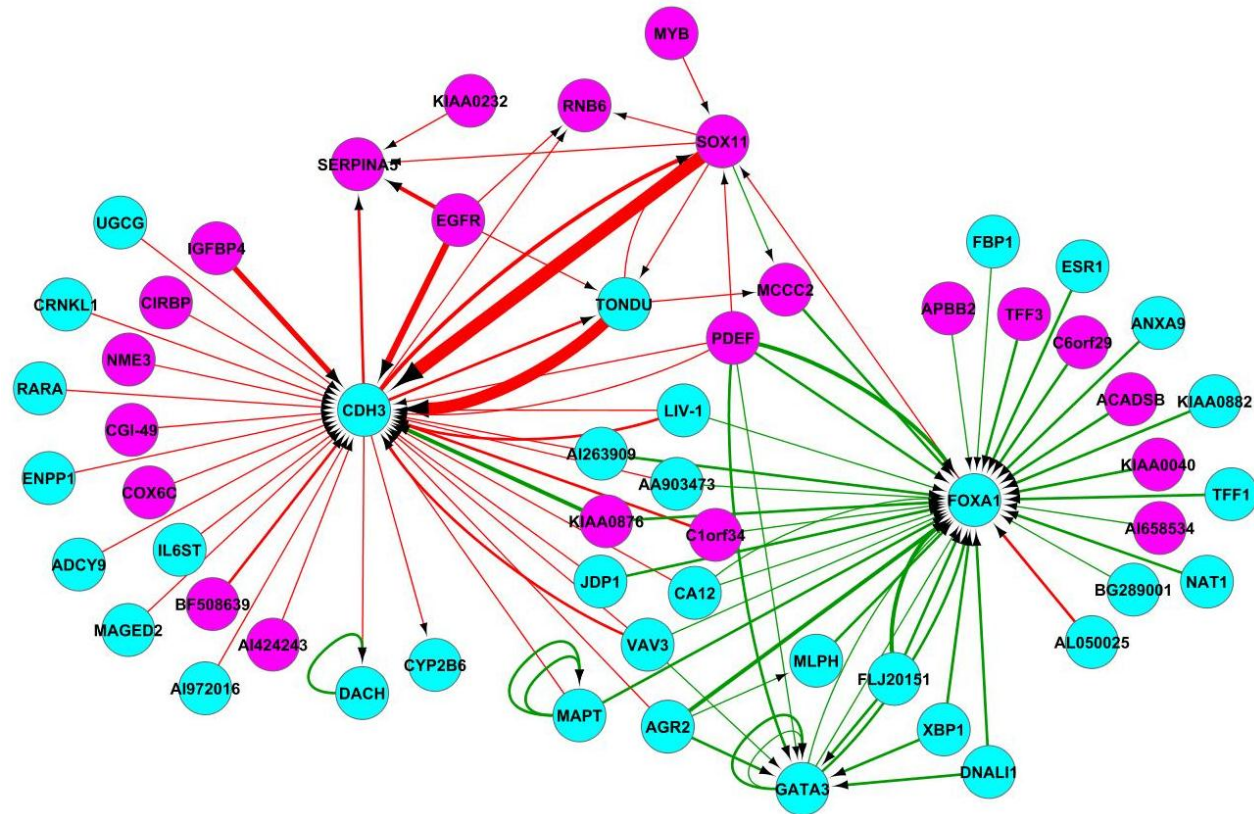 MYB
KIAA0232
RNB6
SOX11
SERPINA5
UGCG
IGFBP4
EGFR
FBP1
ESR1
CRNKL1
CIRBP
TONDU
MCCC2
APBB2
TFF3
C6orf29
ANXA9
NME3
PDEF
RARA
CDH3
LIV-1
ACADSB
KIAA0882
CGI-49
AI263909
ENPP1
COX6C
AA903473
FOXA1
KIAA0040
TFF1
KIAA0876
C1orf34
AI658534
ADCY9
IL6ST
JDP1
CA12
BG289001
NAT1
BF508639
MAGED2
AI424243
CYP2B6
VAV3
MLPH
AL050025
AI972016
DACH
MAPT
AGR2
FLJ20151
XBP1
GATA3
DNALI1